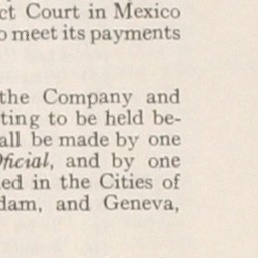 ct Court in Mexico
o meet its payments
the Company and
ting to be held be-
all be made by one
Oficial, and by one
ed in the Cities of
dam, and Geneva,